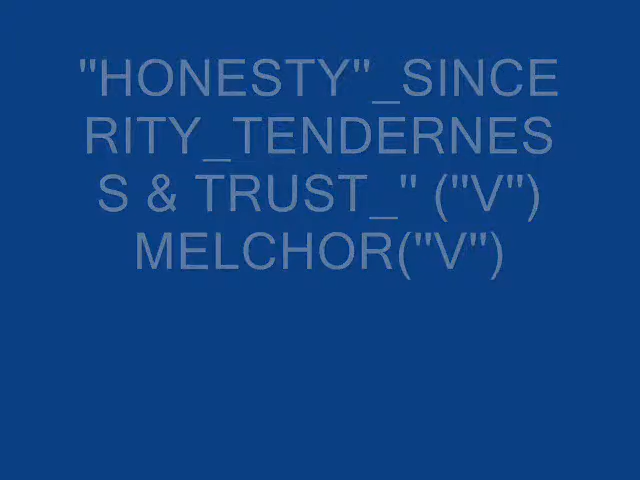 "HONESTY"_SINCE
RITY_TENDERNES
S & TRUST_" ("V")
MELCHOR("V")